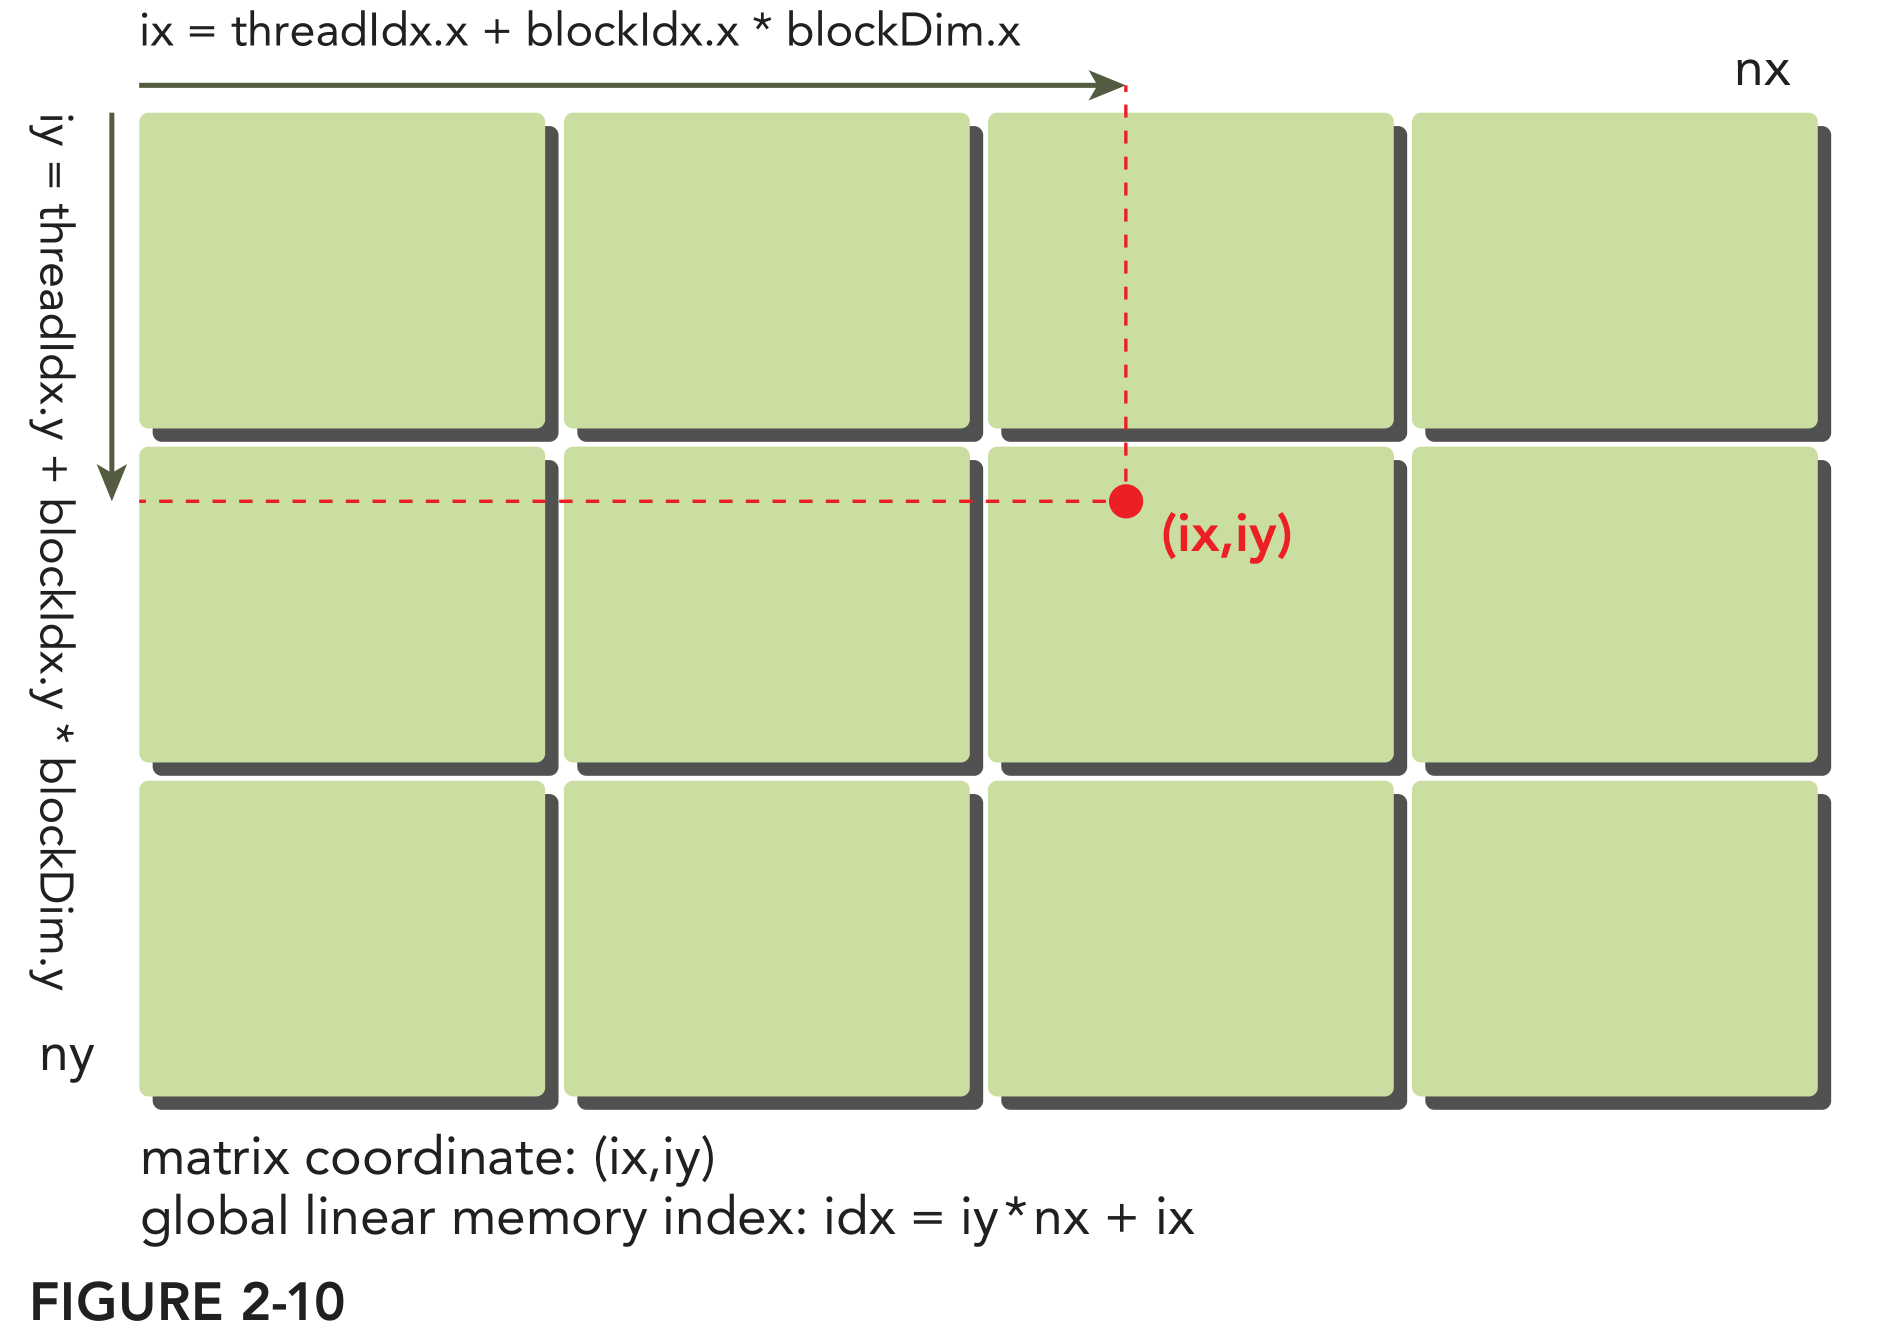 ix = threadIdx.x + blockIdx.x * blockDim.x
nx
iy = threadIdx.y + blockIdx.y * blockDim.y
(ix,iy)
ny
matrix coordinate: (ix,iy)
global linear memory index: idx = iy*nx + ix
FIGURE 2-10